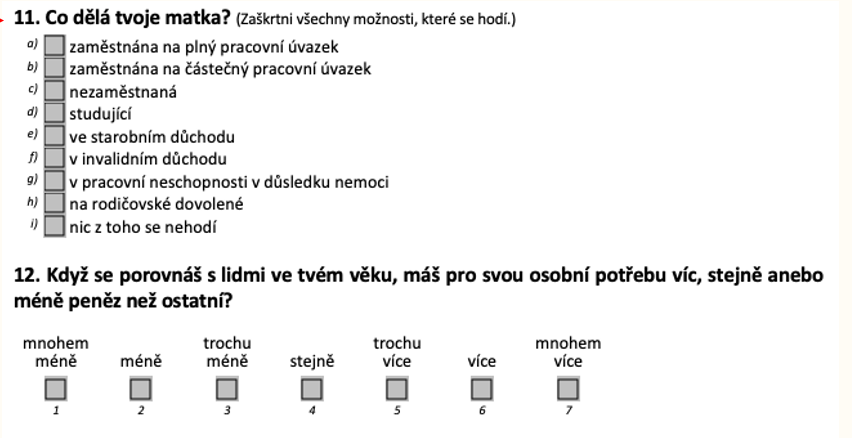 11. Co dělá tvoje matka? (Zaškrtni všechny možnosti, které se hodí.)
a) zaměstnána na plný pracovní úvazek
b) zaměstnána na částečný pracovní úvazek
c) nezaměstnaná
d) studující
e) ve starobním důchodu
f) v invalidním důchodu
g) v pracovní neschopnosti v důsledku nemoci
h) na rodičovské dovolené
i) nic z toho se nehodí
12. Když se porovnáš s lidmi ve tvém věku, máš pro svou osobní potřebu víc, stejně anebo
méně peněz než ostatní?
mnohem trochu trochu mnohem
méně méně méně stejně více více více
1 2 3 4 5 6 7